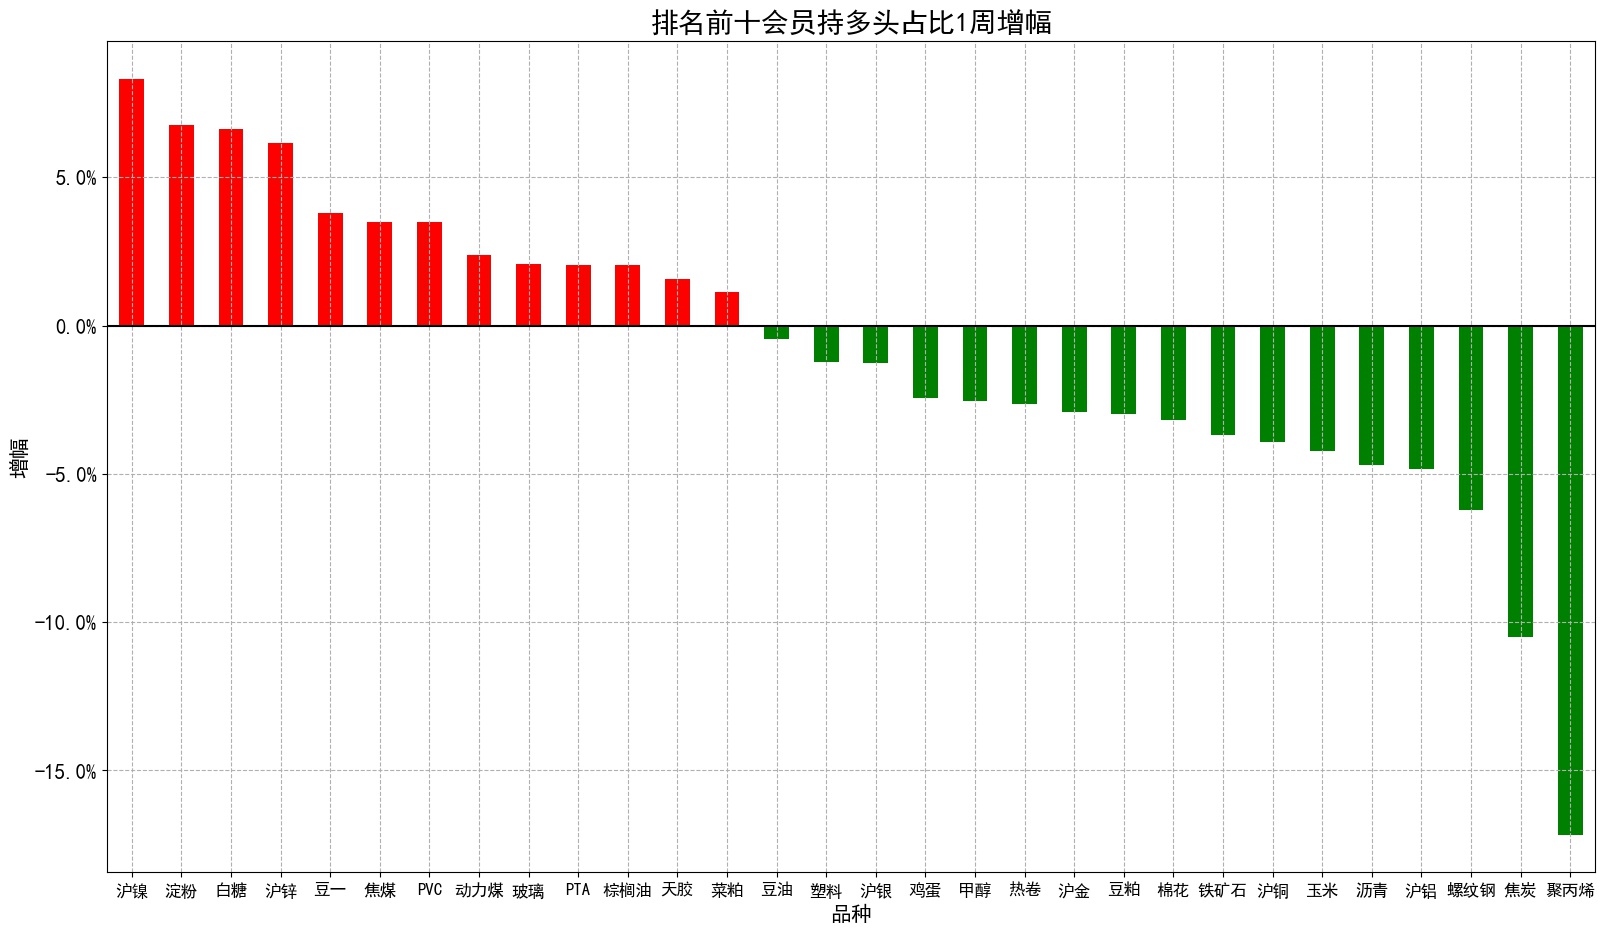 排名前十会员持多头占比1周增幅
增幅
5.0%
0.0%
-5.0%
-10.0%
-15.0%
沪镍 淀粉 白糖 沪锌 豆一 焦煤 PVC 动力煤 玻璃 PTA 棕榈油 天胶 菜粕 豆油 塑料 沪银 鸡蛋 甲醇 热卷 沪金 豆粕 棉花 铁矿石 沪铜 玉米 沥青 沪铝 螺纹钢 焦炭 聚丙烯
品种